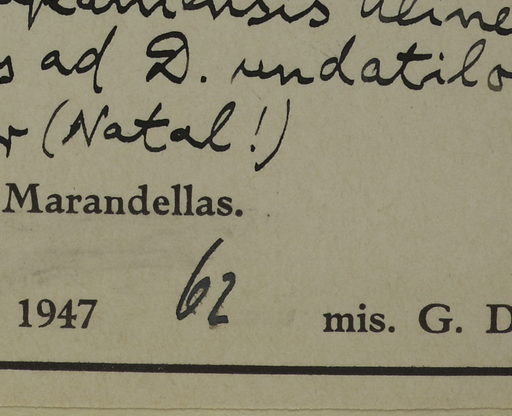 ad D. undatilo
(Natal!)
Marandellas.
1947 62 mis. G. D